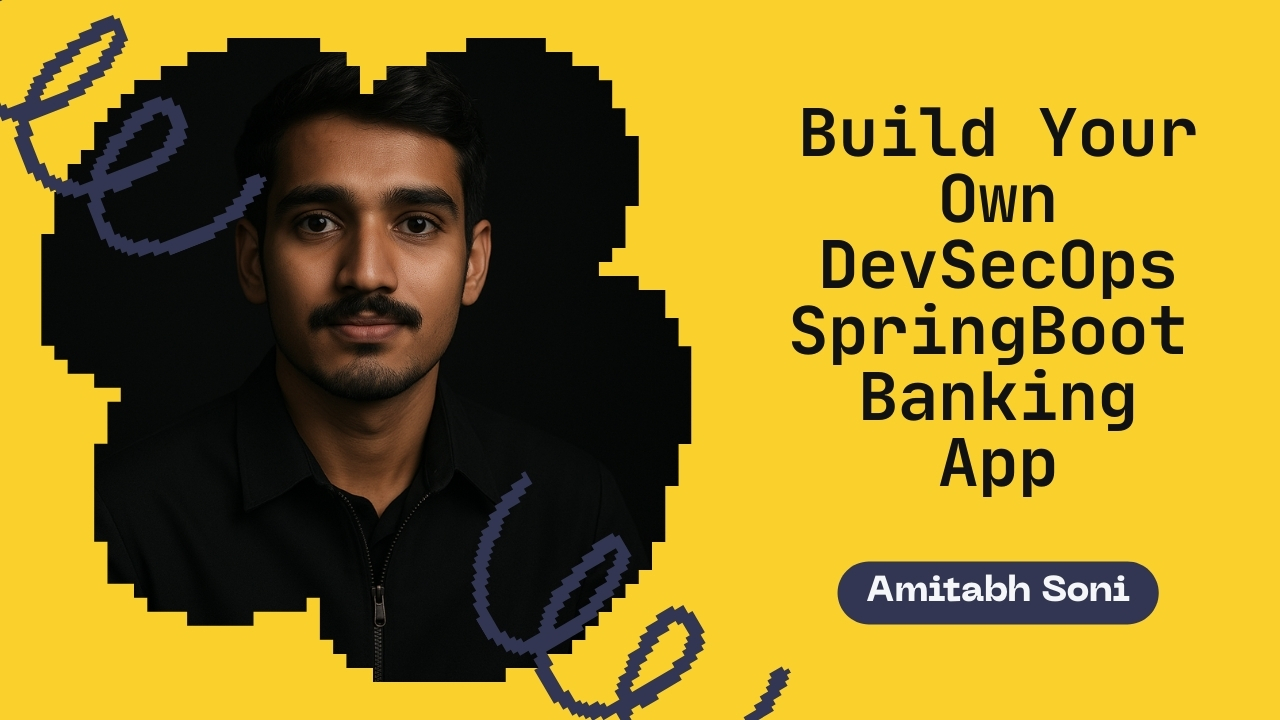 Build Your
Own
DevSecOps
SpringBoot
Banking
App
Amitabh Soni